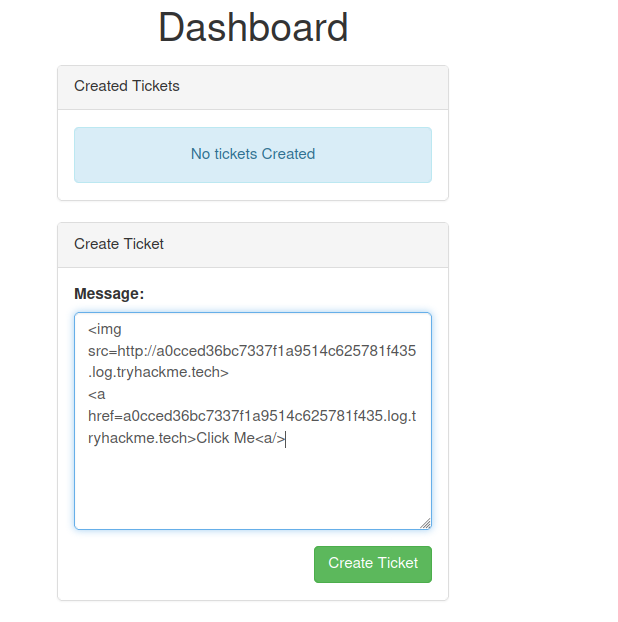 Dashboard
Created Tickets
No tickets Created
Create Ticket
Message:
<img
src=http://a0cced36bc7337f1a9514c625781f435
.log.tryhackme.tech>
<a
href=a0cced36bc7337f1a9514c625781f435.log.t
ryhackme.tech>Click Me<a/>
Create Ticket